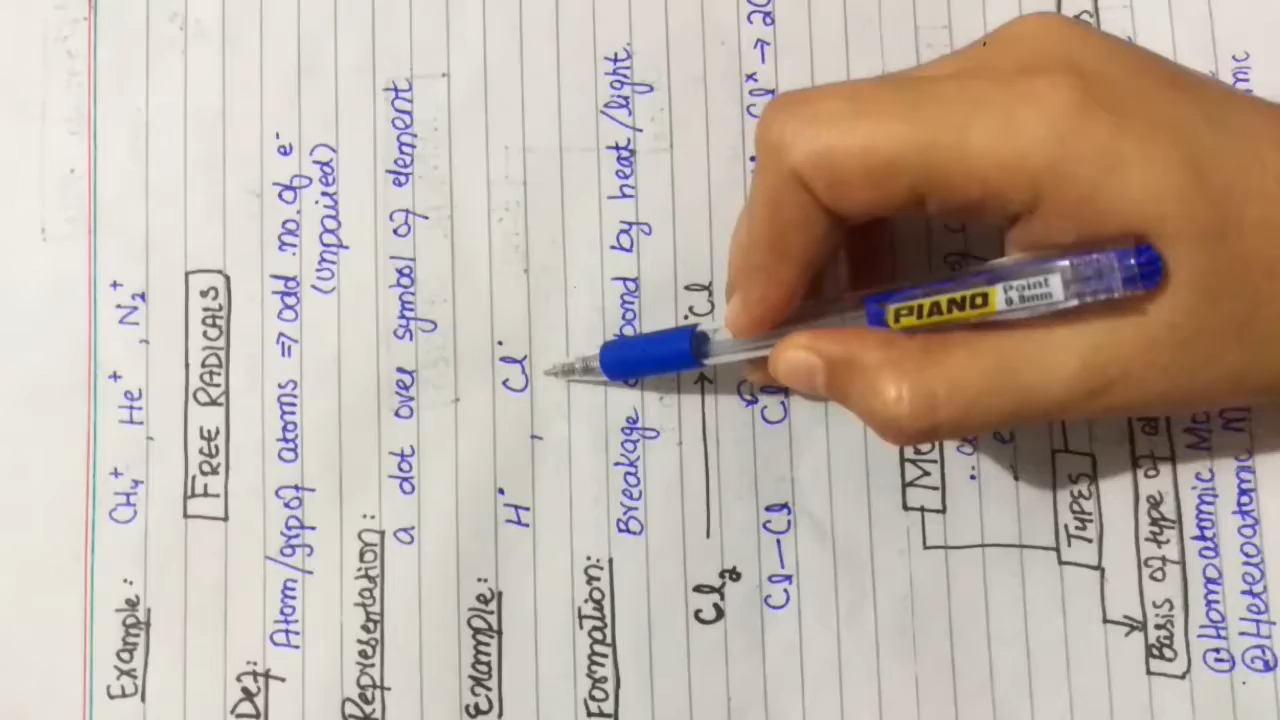 Example: CH₄⁺, He⁺, N₂⁺
FREE RADICALS
Def:
Atom/grp of atoms ⇒ odd no. of e⁻
(unpaired)
Representation:
a dot over symbol of element
Example:
H˙, Cl˙
Formation:
Breakage bond by heat/light.
Cl₂ → Cl
Cl–Cl Cl Clˣ →
TYPES
Basis of type of
① Homoatomic
② Heteroatomic
PIANO
Point
0.8mm